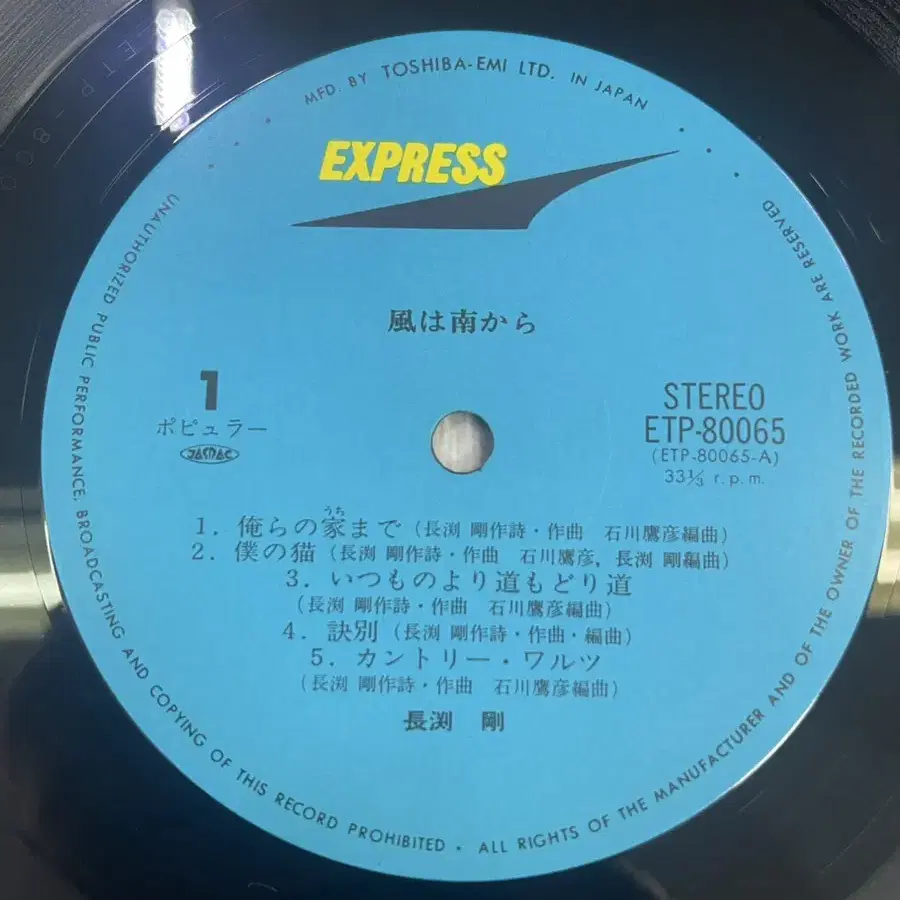 MFD. BY TOSHIBA-EMI LTD. IN JAPAN
EXPRESS
風は南から
1
ポピュラー
JASRAC
STEREO
ETP-80065
(ETP-80065-A)
33⅓ r.p.m.
1. 俺らの家まで (長渕 剛作詩・作曲 石川鷹彦編曲)
うち
2. 僕の猫 (長渕 剛作詩・作曲 石川鷹彦, 長渕 剛編曲)
3. いつものより道もどり道
(長渕 剛作詩・作曲 石川鷹彦編曲)
4. 訣別 (長渕 剛作詩・作曲・編曲)
5. カントリー・ワルツ
(長渕 剛作詩・作曲 石川鷹彦編曲)
長渕 剛
UNAUTHORIZED PUBLIC PERFORMANCE, BROADCASTING AND COPYING OF THIS RECORD PROHIBITED • ALL RIGHTS OF THE MANUFACTURER AND OF THE OWNER OF THE RECORDED WORK ARE RESERVED